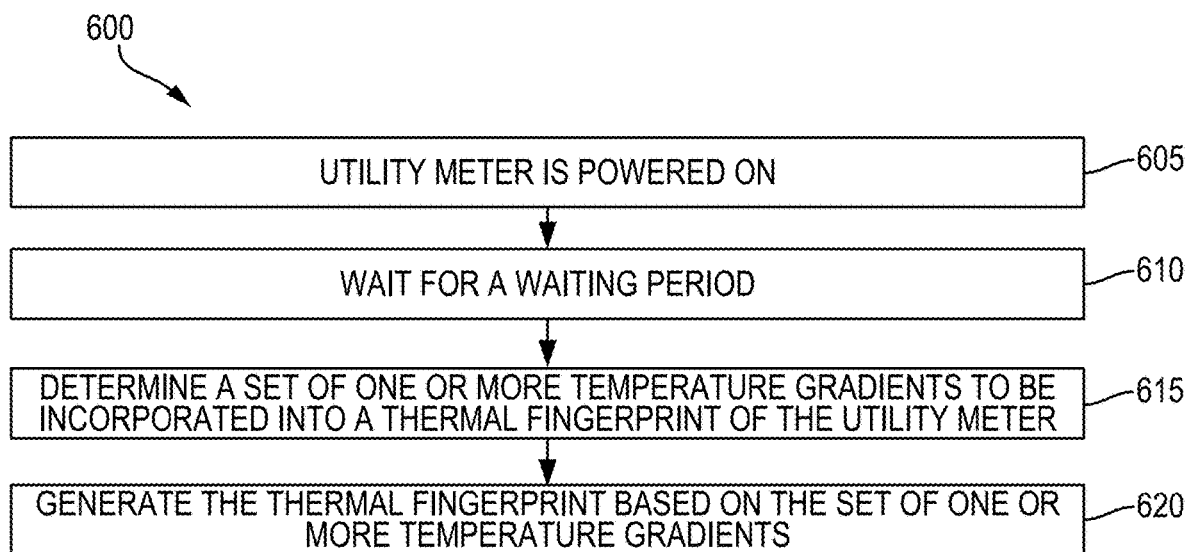 600
UTILITY METER IS POWERED ON
605
WAIT FOR A WAITING PERIOD
610
DETERMINE A SET OF ONE OR MORE TEMPERATURE GRADIENTS TO BE
INCORPORATED INTO A THERMAL FINGERPRINT OF THE UTILITY METER
615
GENERATE THE THERMAL FINGERPRINT BASED ON THE SET OF ONE OR
MORE TEMPERATURE GRADIENTS
620